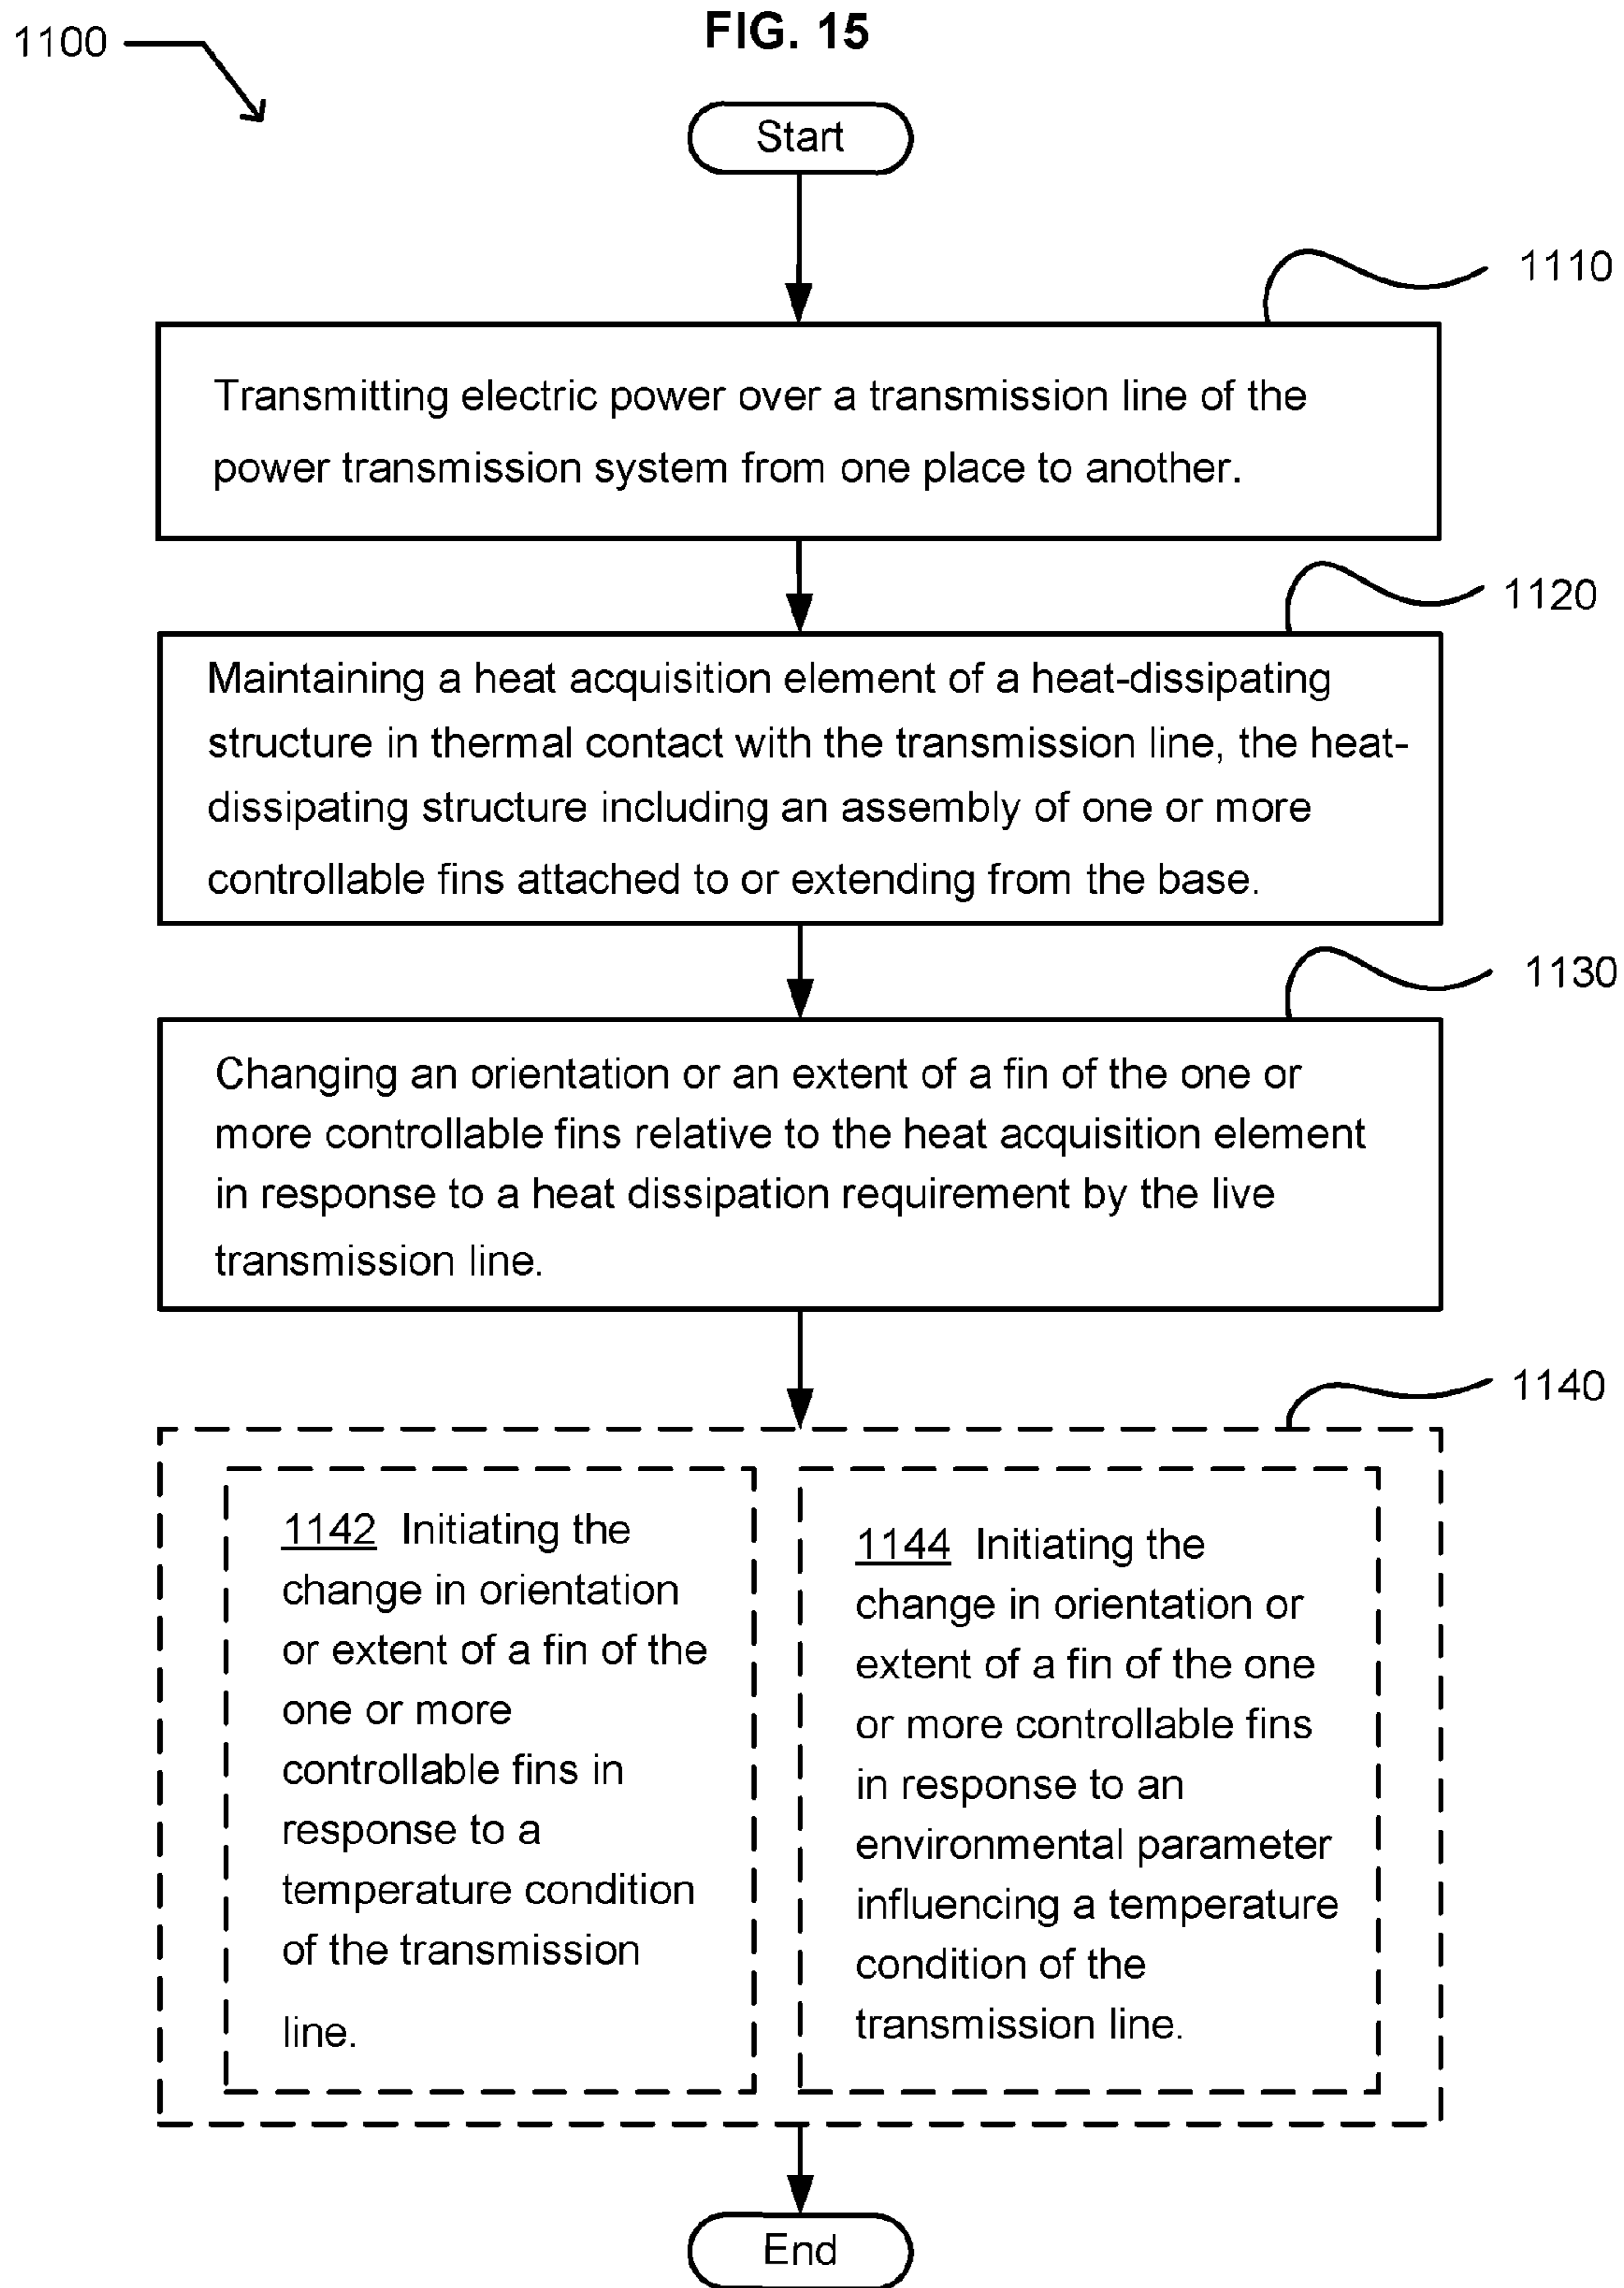 FIG. 15
1100
Start
1110
Transmitting electric power over a transmission line of the
power transmission system from one place to another.
1120
Maintaining a heat acquisition element of a heat-dissipating
structure in thermal contact with the transmission line, the heat-
dissipating structure including an assembly of one or more
controllable fins attached to or extending from the base.
1130
Changing an orientation or an extent of a fin of the one or
more controllable fins relative to the heat acquisition element
in response to a heat dissipation requirement by the live
transmission line.
1140
1142 Initiating the
change in orientation
or extent of a fin of the
one or more
controllable fins in
response to a
temperature condition
of the transmission
line.
1144 Initiating the
change in orientation or
extent of a fin of the one
or more controllable fins
in response to an
environmental parameter
influencing a temperature
condition of the
transmission line.
End